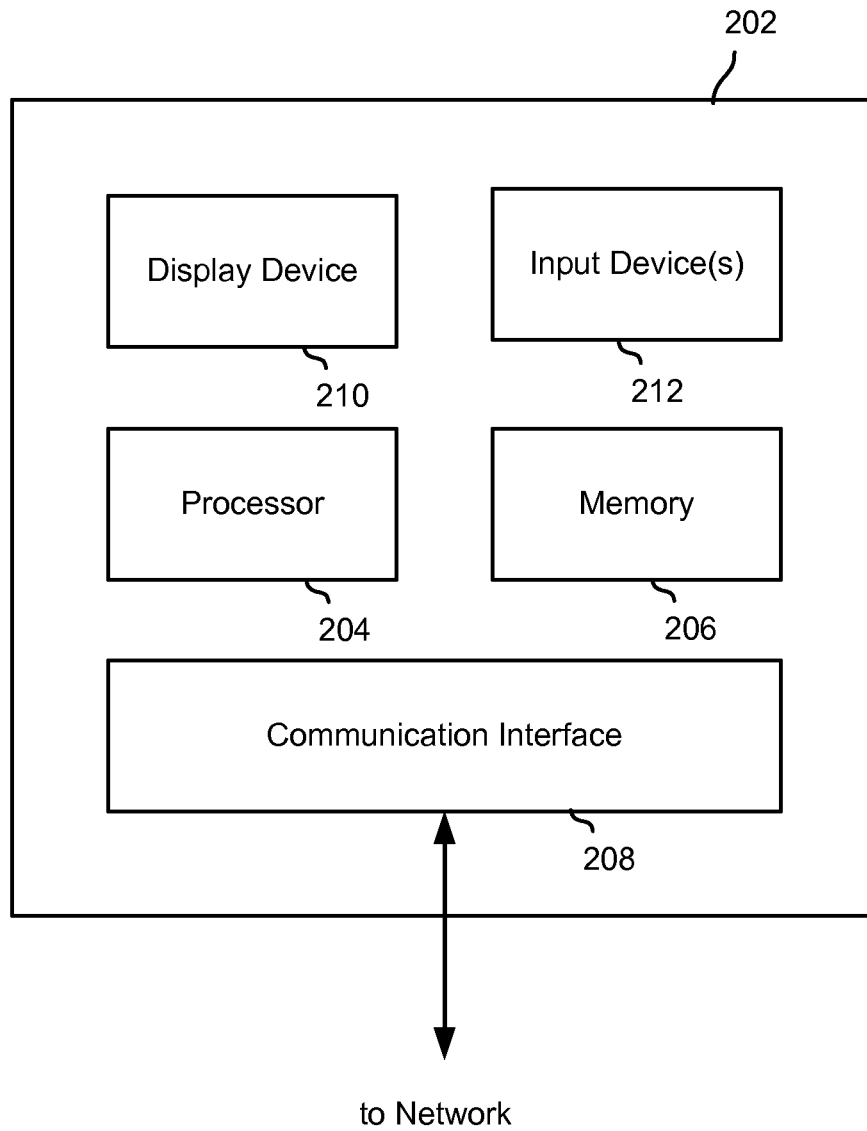 202
Display Device
Input Device(s)
210
212
Processor
Memory
204
206
Communication Interface
208
to Network